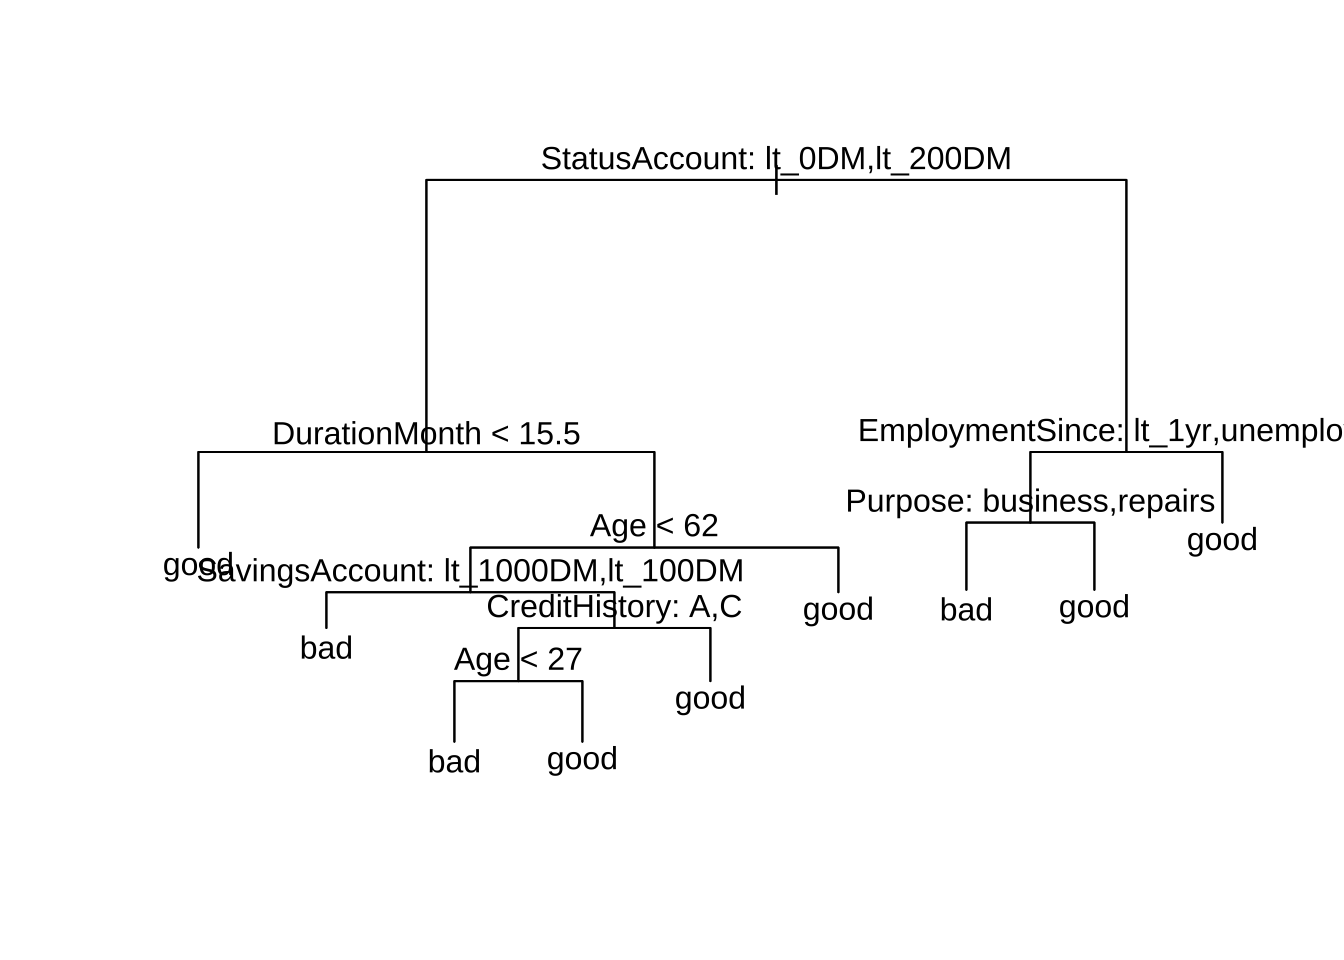 StatusAccount: lt_0DM,lt_200DM
DurationMonth < 15.5
EmploymentSince: lt_1yr,unemplo
Purpose: business,repairs
Age < 62
good
good
SavingsAccount: lt_1000DM,lt_100DM
CreditHistory: A,C
good
bad
good
bad
Age < 27
good
bad
good